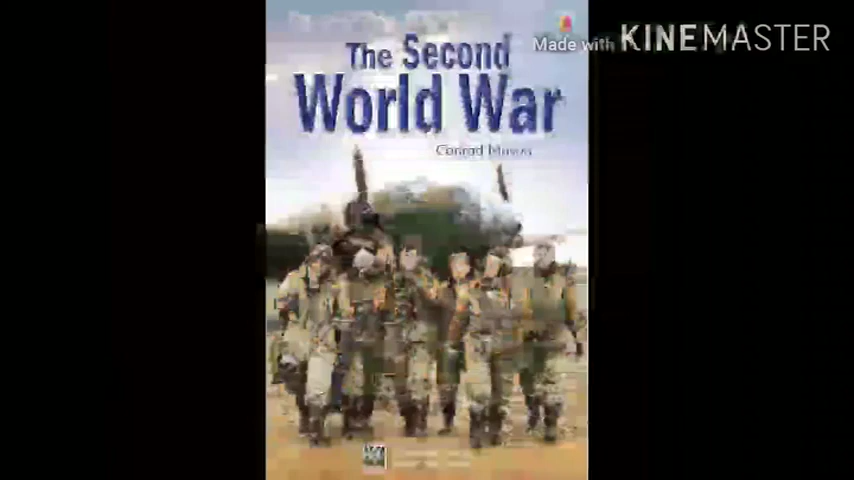 Made with KINEMASTER
The Second
World War
Conrad Mason